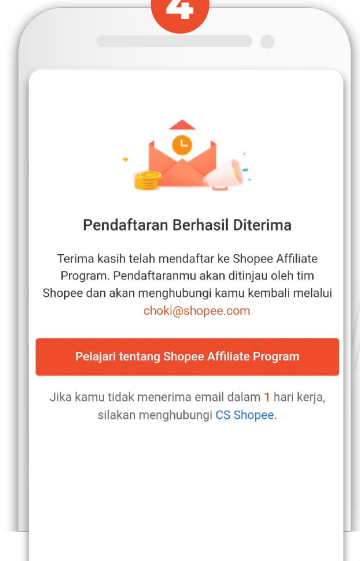 4
Pendaftaran Berhasil Diterima
Terima kasih telah mendaftar ke Shopee Affiliate
Program. Pendaftaranmu akan ditinjau oleh tim
Shopee dan akan menghubungi kamu kembali melalui
choki@shopee.com
Pelajari tentang Shopee Affiliate Program
Jika kamu tidak menerima email dalam 1 hari kerja,
silakan menghubungi CS Shopee.